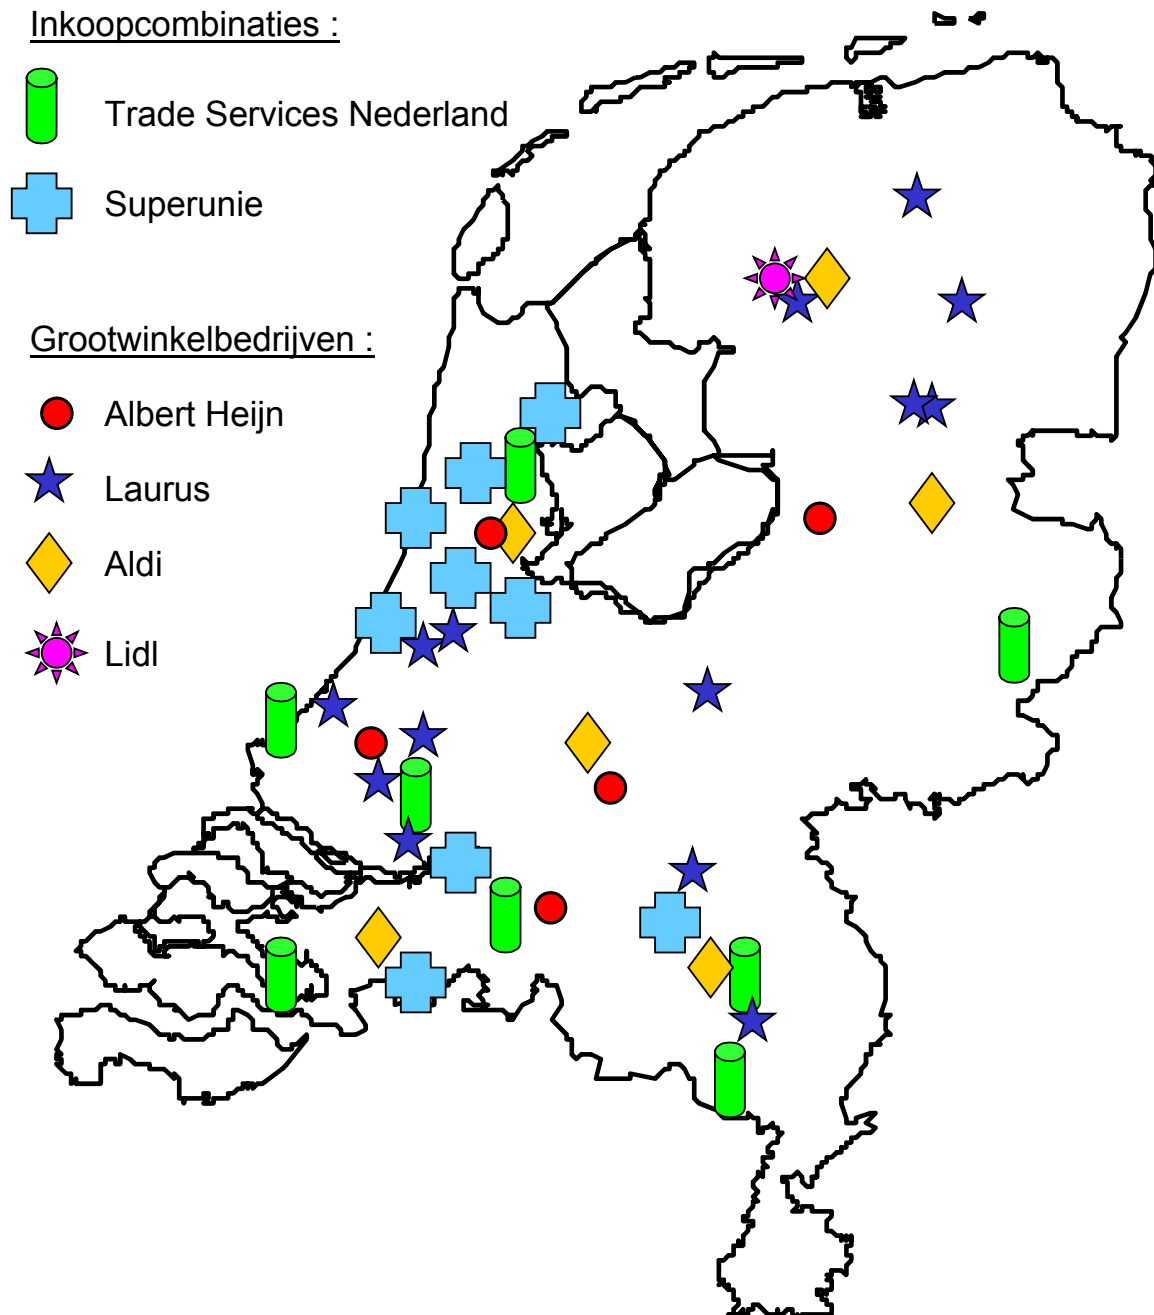 Inkoopcombinaties :
Trade Services Nederland
Superunie
Grootwinkelbedrijven :
Albert Heijn
Laurus
Aldi
Lidl